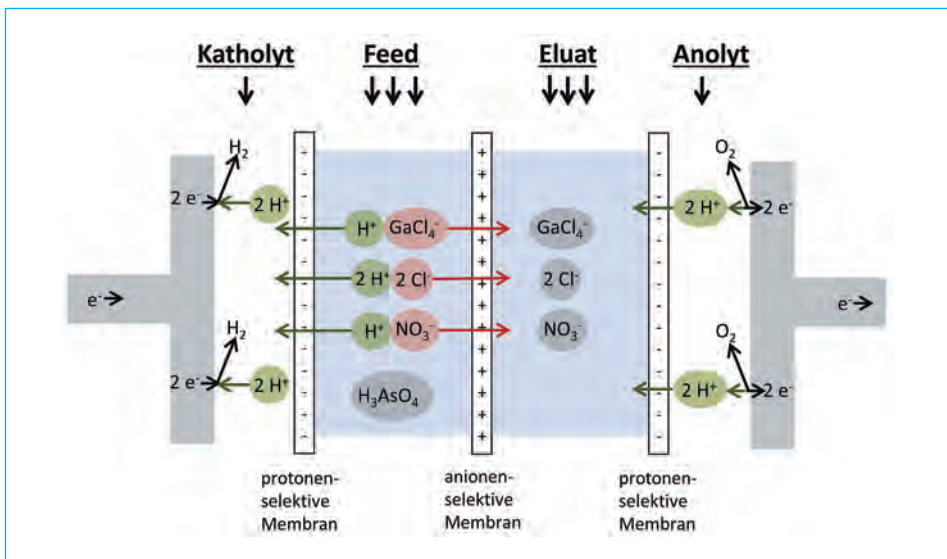 Katholyt Feed Eluat Anolyt
H₂ O₂
2 e⁻ 2 H⁺ 2 H⁺ 2 e⁻
H⁺ GaCl₄⁻ GaCl₄⁻
2 H⁺ 2 Cl⁻ 2 Cl⁻
e⁻ e⁻
H⁺ NO₃⁻ NO₃⁻
H₂ O₂
2 e⁻ 2 H⁺ 2 H⁺ 2 e⁻
H₃AsO₄
protonen-
selektive
Membran
anionen-
selektive
Membran
protonen-
selektive
Membran